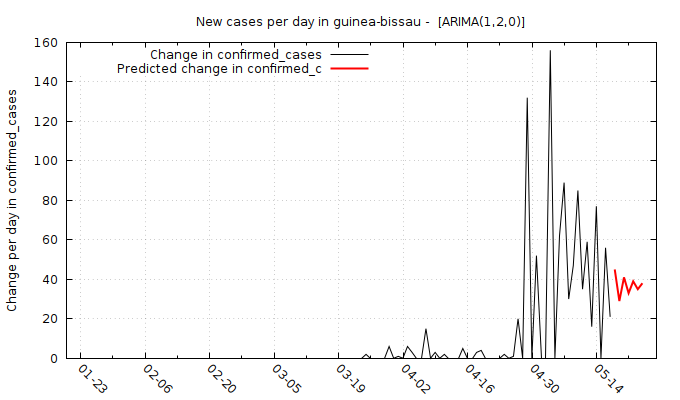 New cases per day in guinea-bissau -  [ARIMA(1,2,0)]
Change in confirmed_cases
Predicted change in confirmed_c
Change per day in confirmed_cases
160
140
120
100
80
60
40
20
0
01-23 02-06 02-20 03-05 03-19 04-02 04-16 04-30 05-14